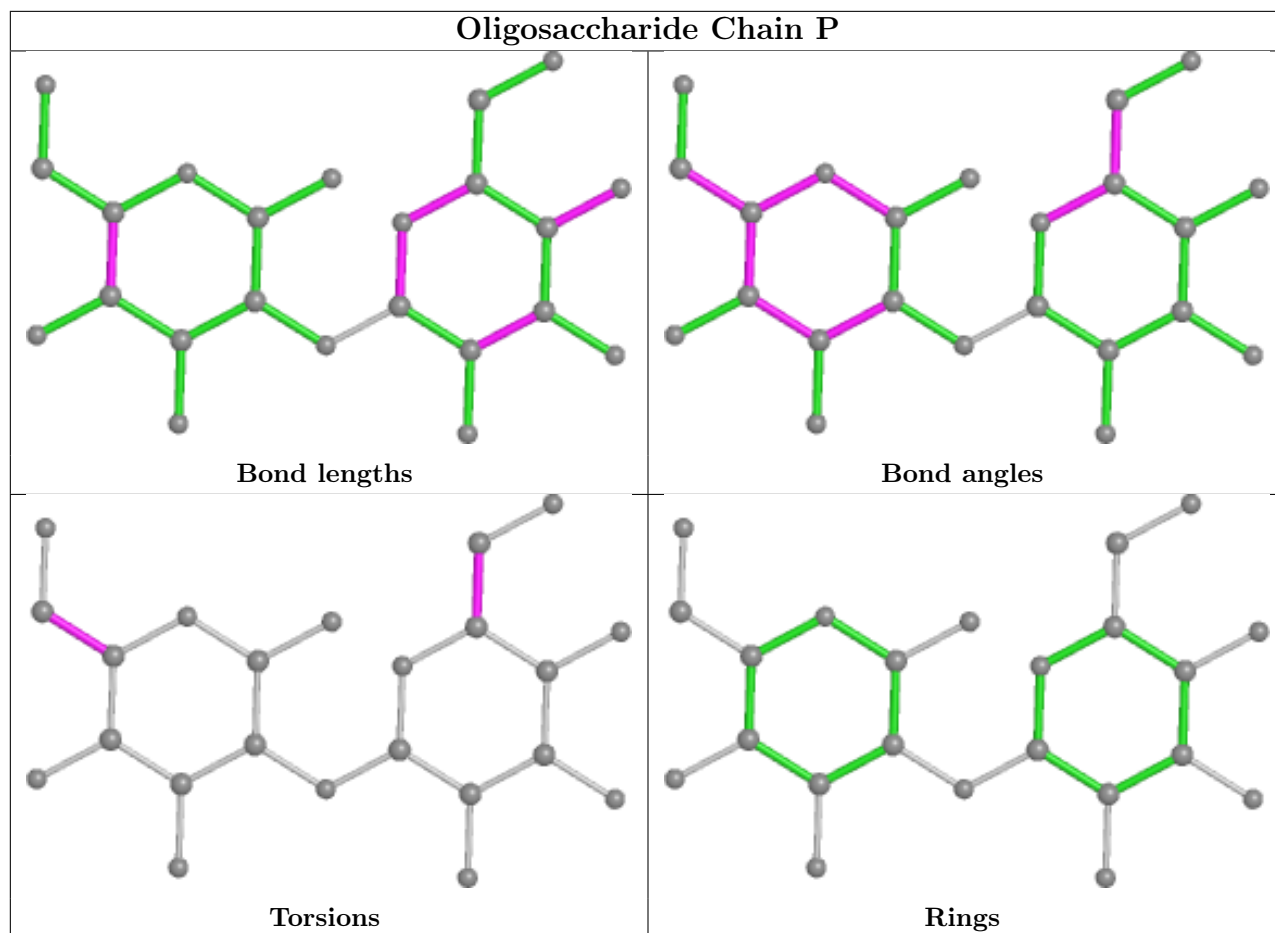 Oligosaccharide Chain P
Bond lengths
Bond angles
Torsions
Rings